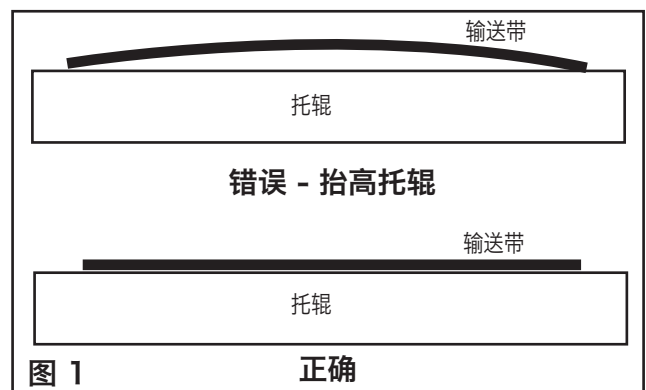 输送带
托辊
错误 - 抬高托辊
输送带
托辊
图 1 正确